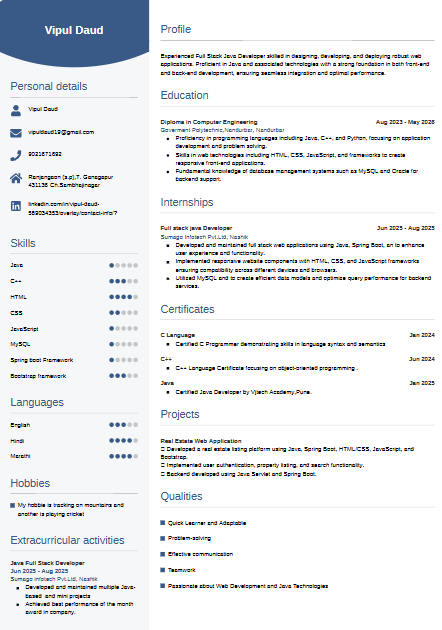 Vipul Daud
Personal details
Vipul Daud
vipuldaud19@gmail.com
9021871692
Ranjangaon (s.p),T. Gangapur
431136 Ch.Sambhajinagar
linkedin.com/in/vipul-daud-
589034353/overlay/contact-info/?
Skills
Java
C++
HTML
CSS
JavaScript
MySQL
Spring boot Framework
Bootstrap framework
Languages
English
Hindi
Marathi
Hobbies
My hobbie is tracking on mountains and
another is playing cricket
Extracurricular activities
Java Full Stack Developer
Jun 2025 - Aug 2025
Sumago Infotech Pvt.Ltd, Nashik
Developed and maintained multiple Java-
based and mini projects
Achieved best performance of the month
award in company.
Profile
Experienced Full Stack Java Developer skilled in designing, developing, and deploying robust web
applications. Proficient in Java and associated technologies with a strong foundation in both front-end
and back-end development, ensuring seamless integration and optimal performance.
Education
Diploma in Computer Engineering Aug 2023 - May 2026
Goverment Polytechnic,Nandurbar, Nandurbar
Proficiency in programming languages including Java, C++, and Python, focusing on application
development and problem solving.
Skills in web technologies including HTML, CSS, JavaScript, and frameworks to create
responsive front-end applications.
Fundamental knowledge of database management systems such as MySQL and Oracle for
backend support.
Internships
Full stack java Developer Jun 2025 - Aug 2025
Sumago Infotech Pvt.Ltd, Nashik
Developed and maintained full stack web applications using Java, Spring Boot, an to enhance
user experience and functionality.
Implemented responsive website components with HTML, CSS, and JavaScript frameworks
ensuring compatibility across different devices and browsers.
Utilized MySQL and to create efficient data models and optimise query performance for backend
services.
Certificates
C Language Jan 2024
Certified C Programmer demonstrating skills in language syntax and semantics
C++ Jun 2024
C++ Language Certificate focusing on object-oriented programming .
Java Jan 2025
Certified Java Developer by Vjtech Academy,Pune.
Projects
Real Estate Web Application
Developed a real estate listing platform using Java, Spring Boot, HTML/CSS, JavaScript, and
Bootstrap.
Implemented user authentication, property listing, and search functionality.
Backend developed using Java Servlet and Spring Boot.
Qualities
Quick Learner and Adaptable
Problem-solving
Effective communication
Teamwork
Passionate about Web Development and Java Technologies